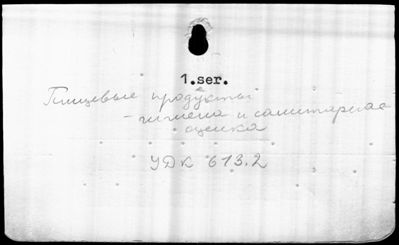 1.ser.
Пищевые продукты
- гигиена и санитарная
оценка
УДК 613.2